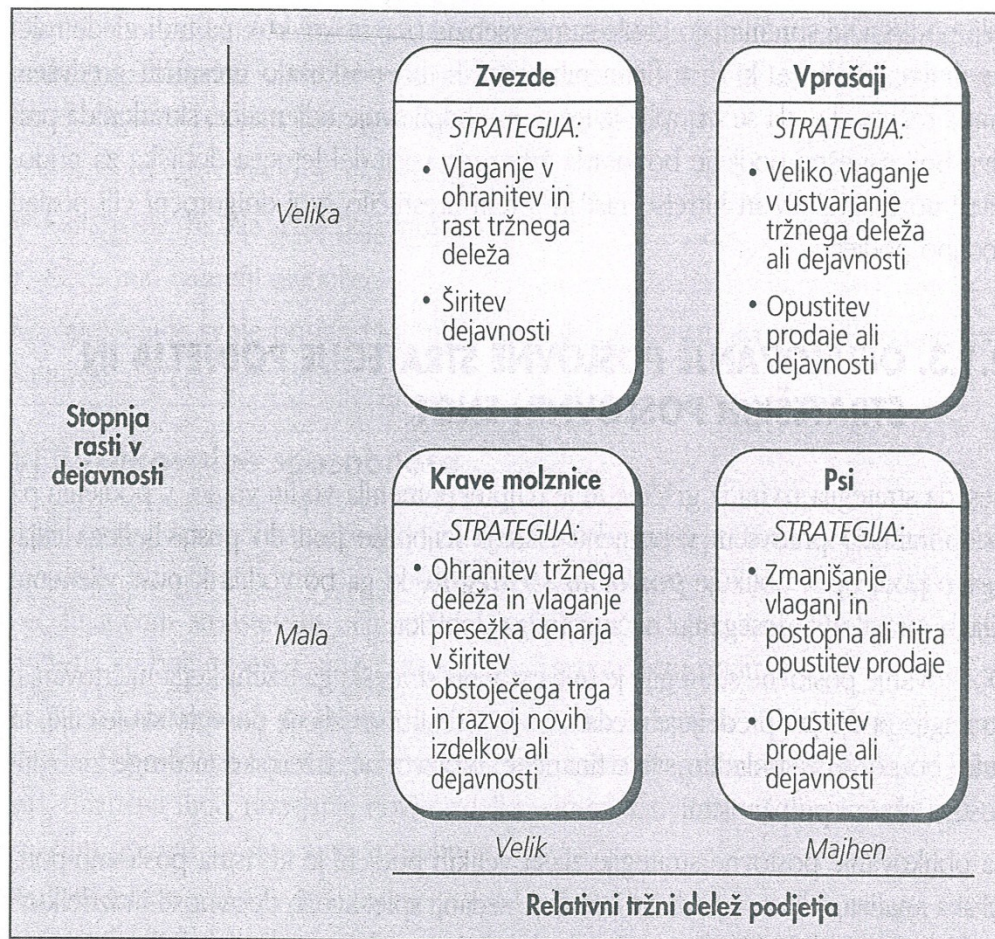 Zvezde
STRATEGIJA:
• Vlaganje v
ohranitev in
rast tržnega
deleža
• Širitev
dejavnosti
Vprašaji
STRATEGIJA:
• Veliko vlaganje
v ustvarjanje
tržnega deleža
ali dejavnosti
• Opustitev
prodaje ali
dejavnosti
Velika
Stopnja
rasti v
dejavnosti
Krave molznice
STRATEGIJA:
• Ohranitev tržnega
deleža in vlaganje
presežka denarja
v širitev
obstoječega trga
in razvoj novih
izdelkov ali
dejavnosti
Psi
STRATEGIJA:
• Zmanjšanje
vlaganj in
postopna ali hitra
opustitev prodaje
• Opustitev
prodaje ali
dejavnosti
Mala
Velik
Majhen
Relativni tržni delež podjetja